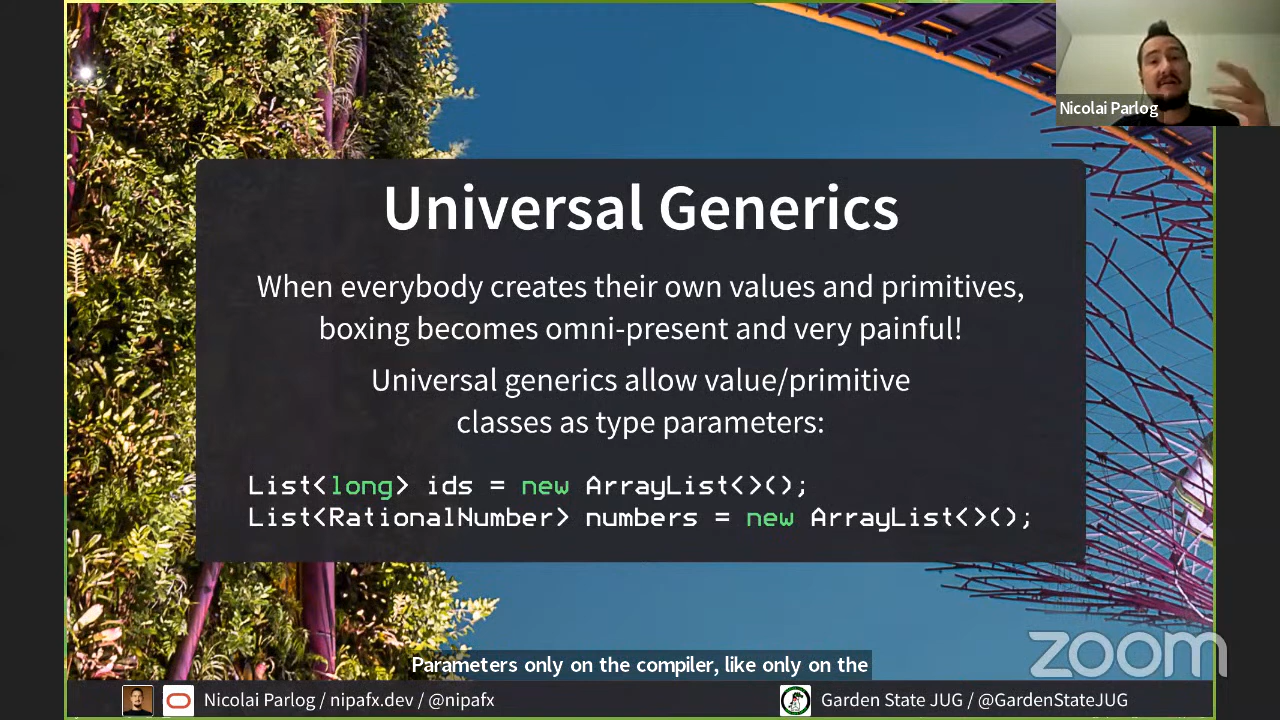 Nicolai Parlog
Universal Generics
When everybody creates their own values and primitives,
boxing becomes omni-present and very painful!
Universal generics allow value/primitive
classes as type parameters:
List<long> ids = new ArrayList<>();
List<RationalNumber> numbers = new ArrayList<>();
zoom
Parameters only on the compiler, like only on the
Nicolai Parlog / nipafx.dev / @nipafx
Garden State JUG / @GardenStateJUG